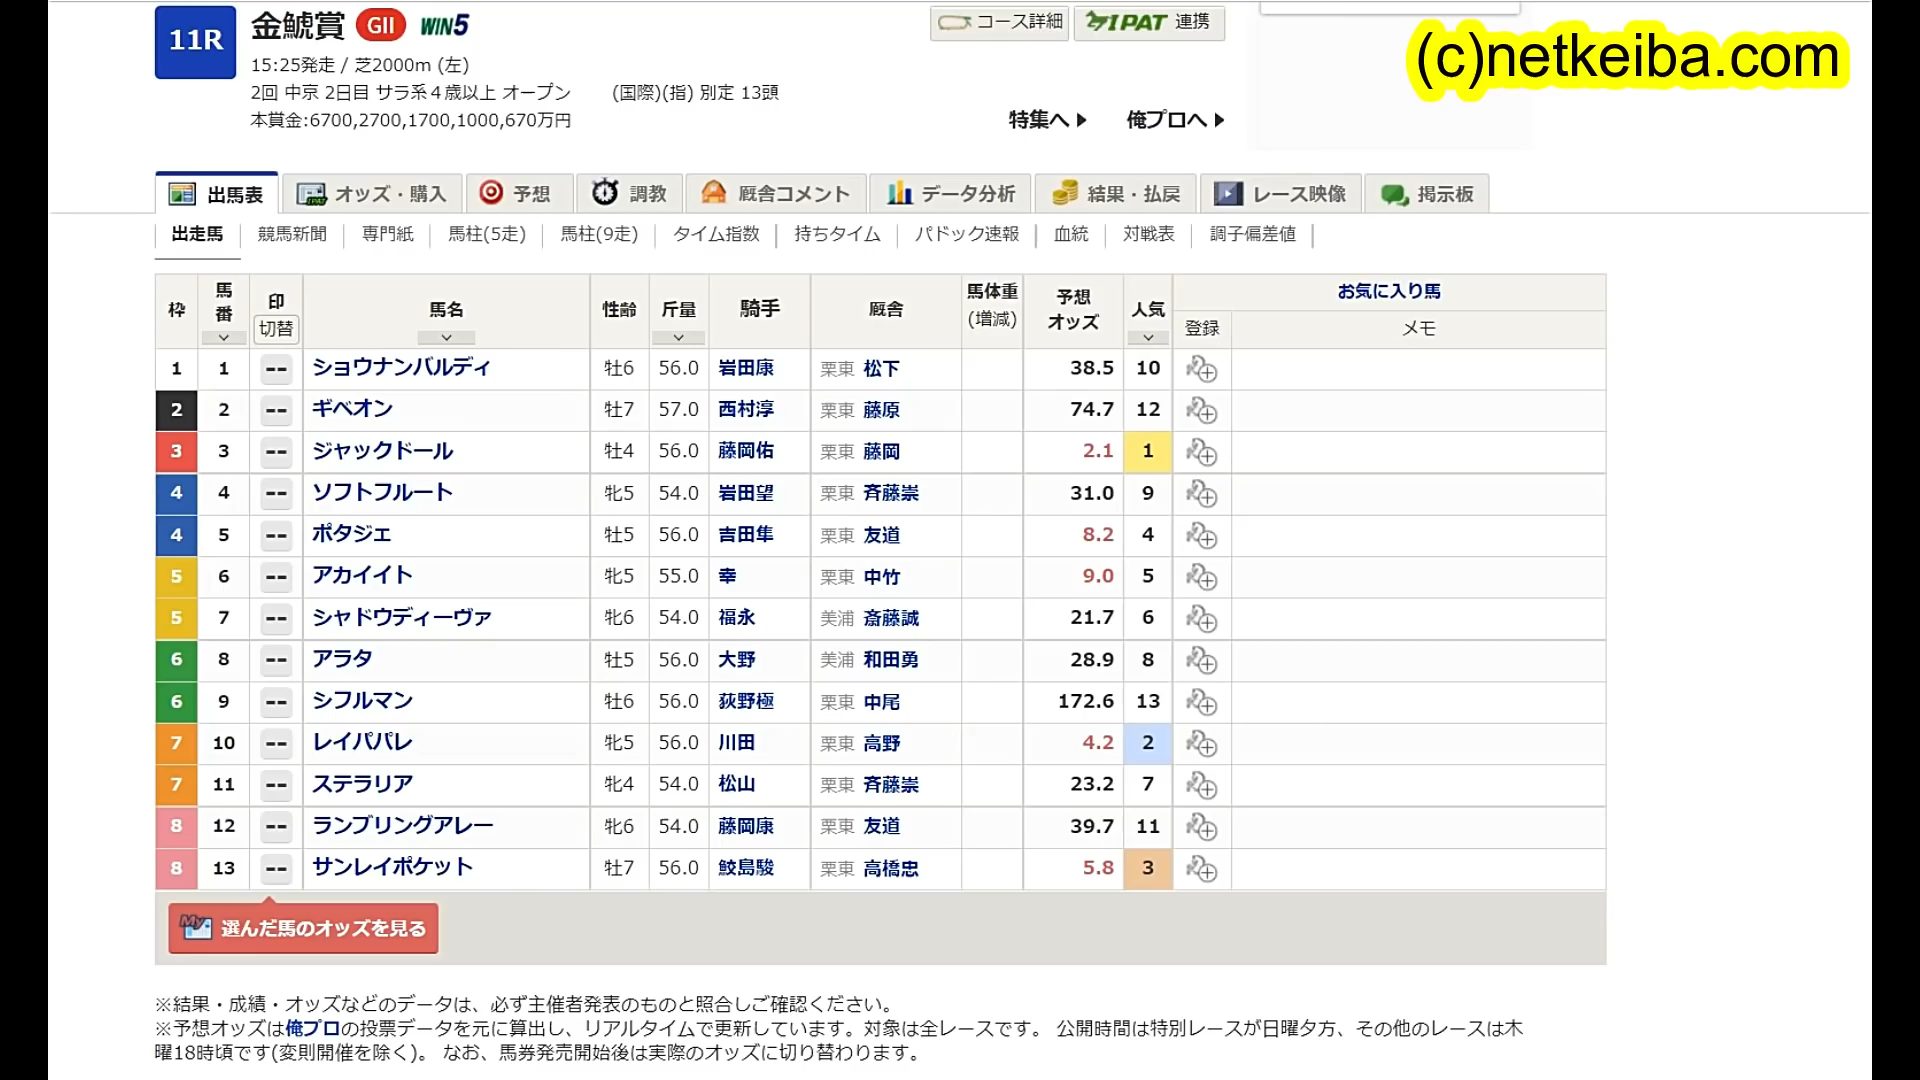 11R 金鯱賞 GII WIN5
15:25発走 / 芝2000m (左)
2回 中京 2日目 サラ系４歳以上 オープン (国際)(指) 別定 13頭
本賞金:6700,2700,1700,1000,670万円
コース詳細 IPAT 連携
(c)netkeiba.com
特集へ 俺プロへ
出馬表 オッズ・購入 予想 調教 厩舎コメント データ分析 結果・払戻 レース映像 掲示板
出走馬 競馬新聞 専門紙 馬柱(5走) 馬柱(9走) タイム指数 持ちタイム パドック速報 血統 対戦表 調子偏差値
枠 馬番 印 切替 馬名 性齢 斤量 騎手 厩舎 馬体重 (増減) 予想オッズ 人気 お気に入り馬
登録 メモ
1 1 -- ショウナンバルディ 牡6 56.0 岩田康 栗東 松下 38.5 10
2 2 -- ギベオン 牡7 57.0 西村淳 栗東 藤原 74.7 12
3 3 -- ジャックドール 牡4 56.0 藤岡佑 栗東 藤岡 2.1 1
4 4 -- ソフトフルート 牝5 54.0 岩田望 栗東 斉藤崇 31.0 9
4 5 -- ポタジェ 牡5 56.0 吉田隼 栗東 友道 8.2 4
5 6 -- アカイイト 牝5 55.0 幸 栗東 中竹 9.0 5
5 7 -- シャドウディーヴァ 牝6 54.0 福永 美浦 斎藤誠 21.7 6
6 8 -- アラタ 牡5 56.0 大野 美浦 和田勇 28.9 8
6 9 -- シフルマン 牡6 56.0 荻野極 栗東 中尾 172.6 13
7 10 -- レイパパレ 牝5 56.0 川田 栗東 高野 4.2 2
7 11 -- ステラリア 牝4 54.0 松山 栗東 斉藤崇 23.2 7
8 12 -- ランブリングアレー 牝6 54.0 藤岡康 栗東 友道 39.7 11
8 13 -- サンレイポケット 牡7 56.0 鮫島駿 栗東 高橋忠 5.8 3
My 選んだ馬のオッズを見る
※結果・成績・オッズなどのデータは、必ず主催者発表のものと照合しご確認ください。
※予想オッズは俺プロの投票データを元に算出し、リアルタイムで更新しています。対象は全レースです。 公開時間は特別レースが日曜夕方、その他のレースは木
曜18時頃です(変則開催を除く)。 なお、馬券発売開始後は実際のオッズに切り替わります。